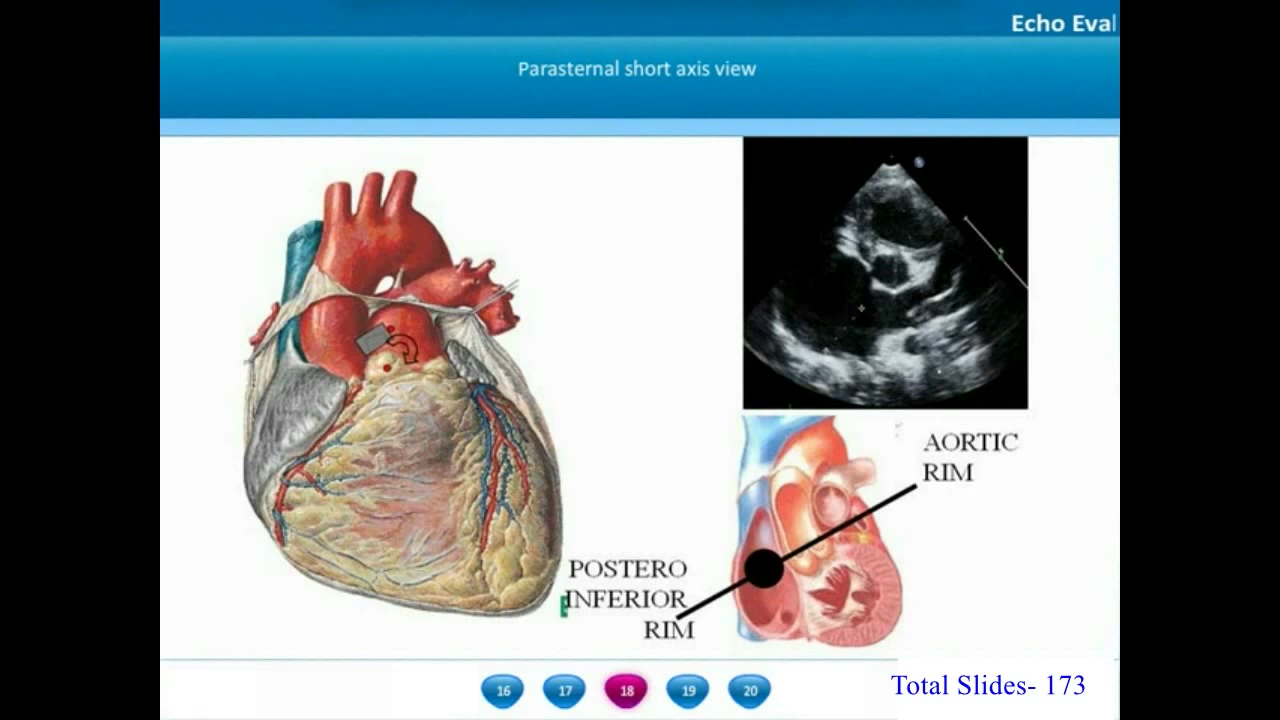 Echo Eval
Parasternal short axis view
AORTIC
RIM
POSTERO
INFERIOR
RIM
16
17
18
19
20
Total Slides- 173